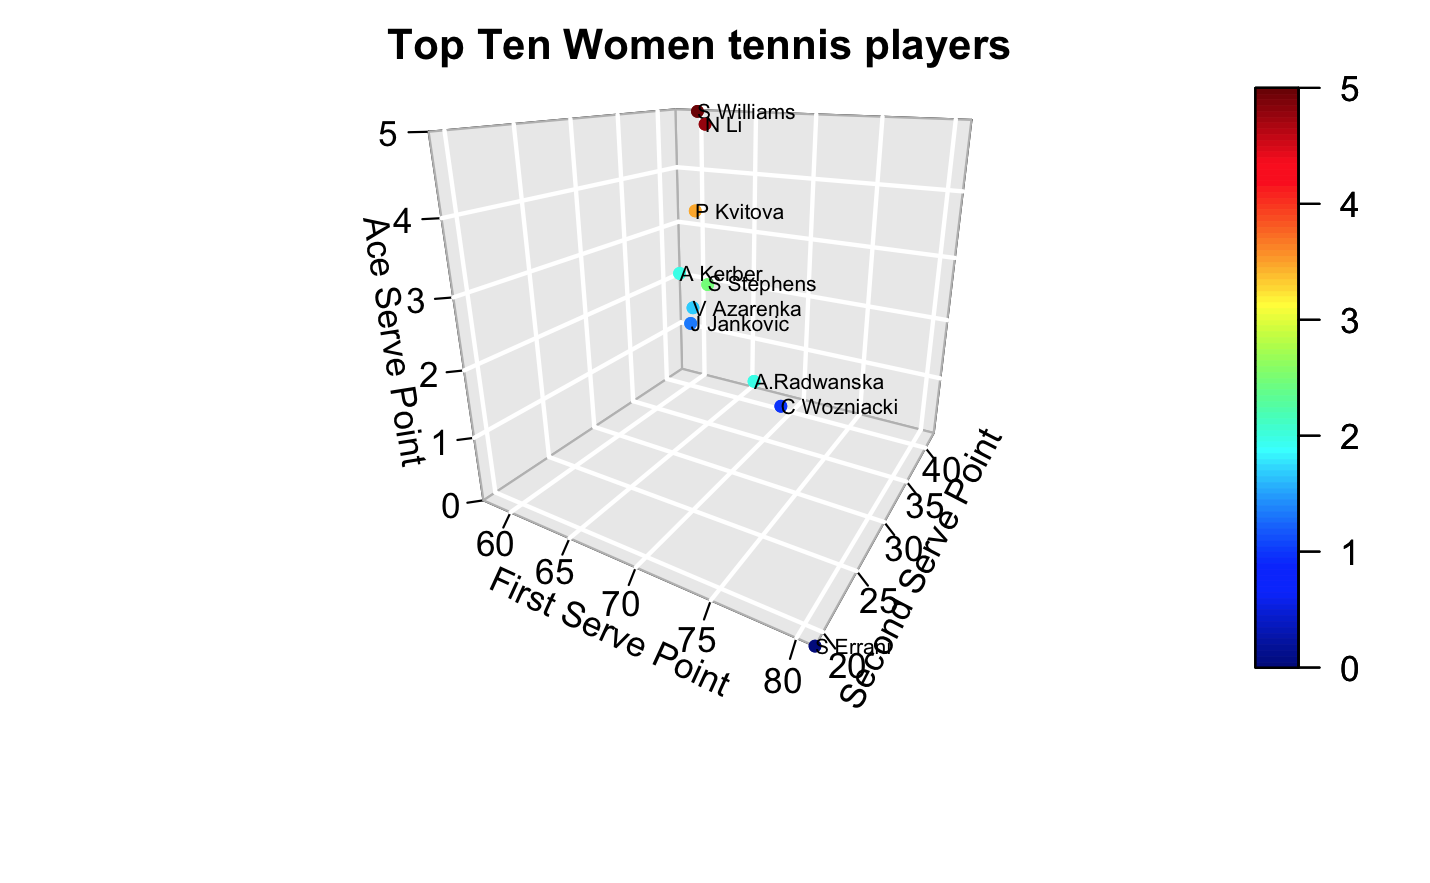 Top Ten Women tennis players
S Williams
N Li
P Kvitova
A Kerber
S Stephens
V Azarenka
J Jankovic
A.Radwanska
C Wozniacki
S Errani
Ace Serve Point
5
4
3
2
1
0
First Serve Point
60
65
70
75
80
Second Serve Point
20
25
30
35
40
5
4
3
2
1
0